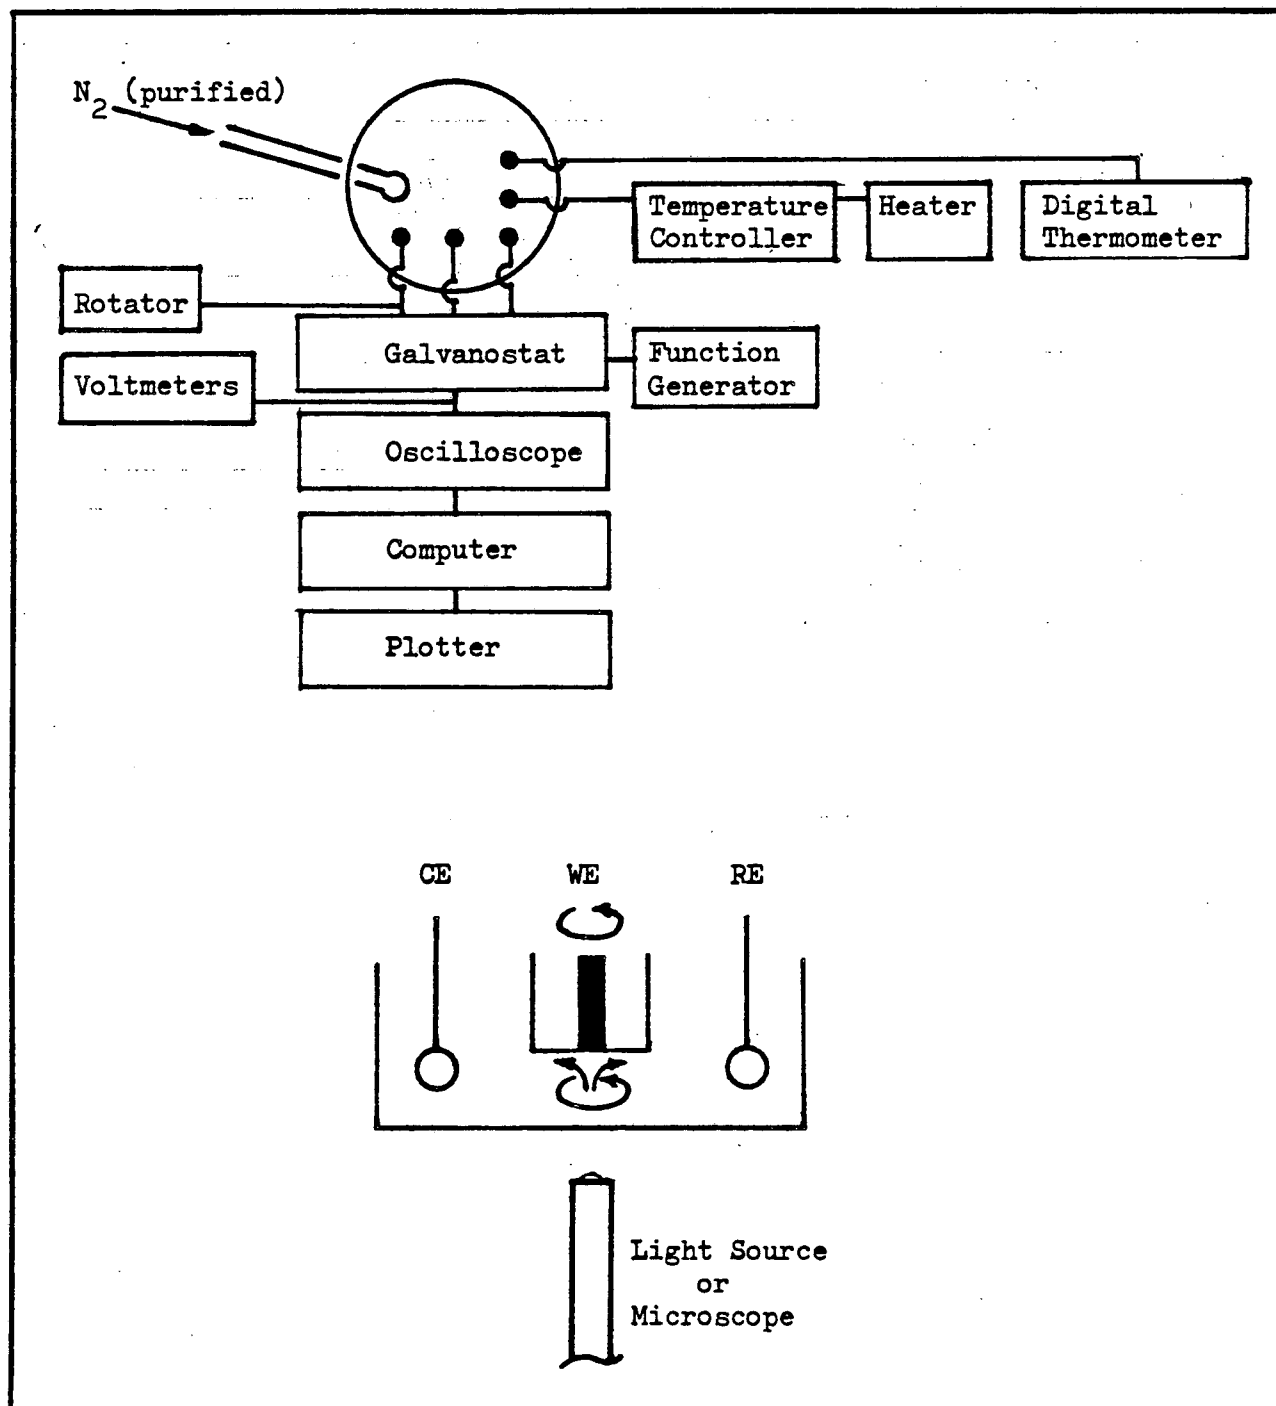 N2 (purified)
Temperature
Controller
Heater
Digital
Thermometer
Rotator
Galvanostat
Function
Generator
Voltmeters
Oscilloscope
Computer
Plotter
CE WE RE
Light Source
or
Microscope